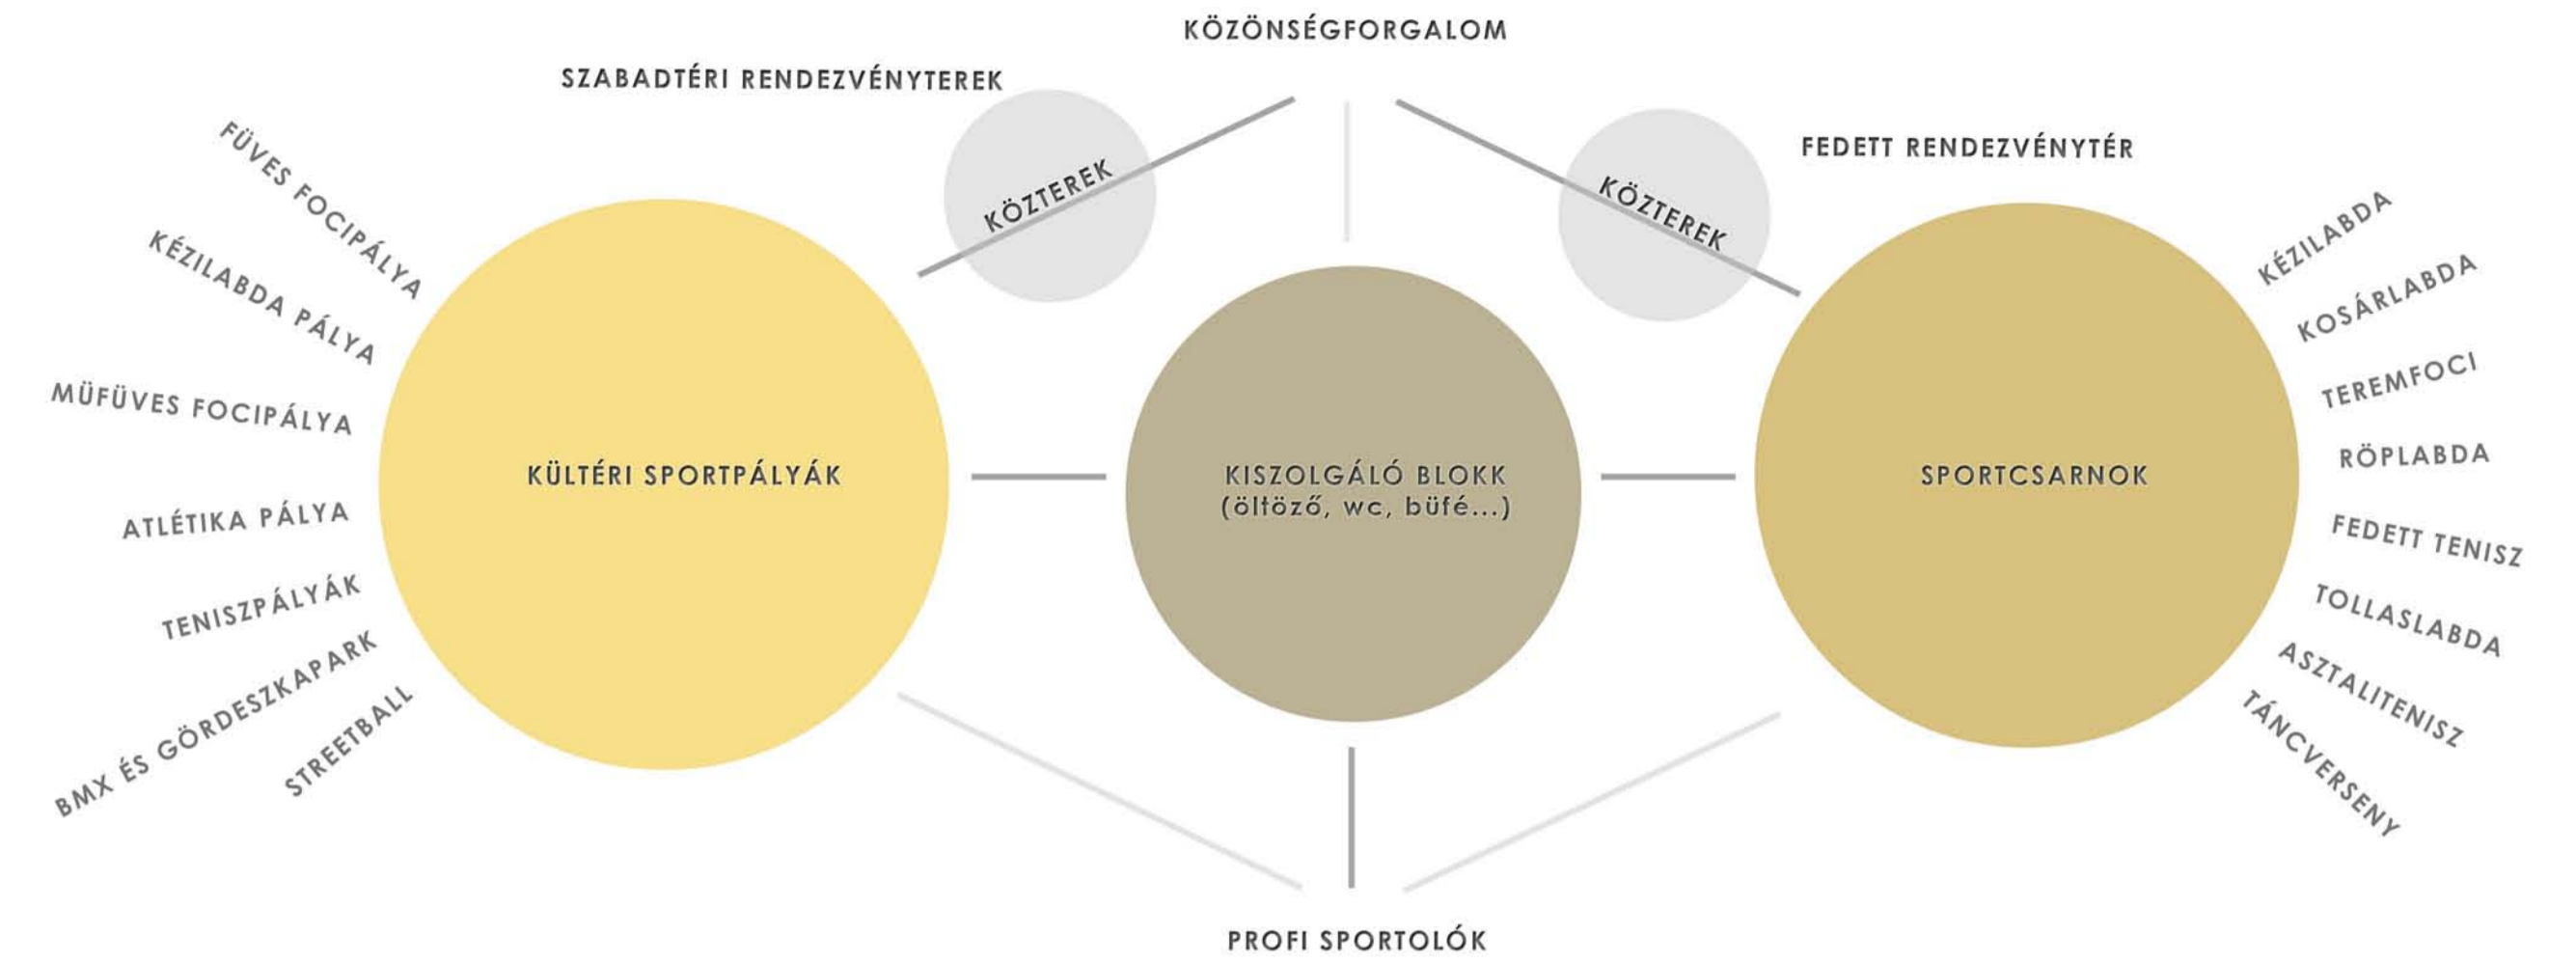 KÖZÖNSÉGFORGALOM
SZABADTÉRI RENDEZVÉNYTEREK
KÖZTEREK
KÖZTEREK
FEDETT RENDEZVÉNYTÉR
FÜVES FOCIPÁLYA
KÉZILABDA PÁLYA
MÜFÜVES FOCIPÁLYA
ATLÉTIKA PÁLYA
TENISZPÁLYÁK
BMX ÉS GÖRDESZKAPARK
STREETBALL
KÜLTÉRI SPORTPÁLYÁK
KISZOLGÁLÓ BLOKK
(öltöző, wc, büfé...)
SPORTCSARNOK
KÉZILABDA
KOSÁRLABDA
TEREMFOCI
RÖPLABDA
FEDETT TENISZ
TOLLASLABDA
ASZTALITENISZ
TÁNCVERSENY
PROFI SPORTOLÓK